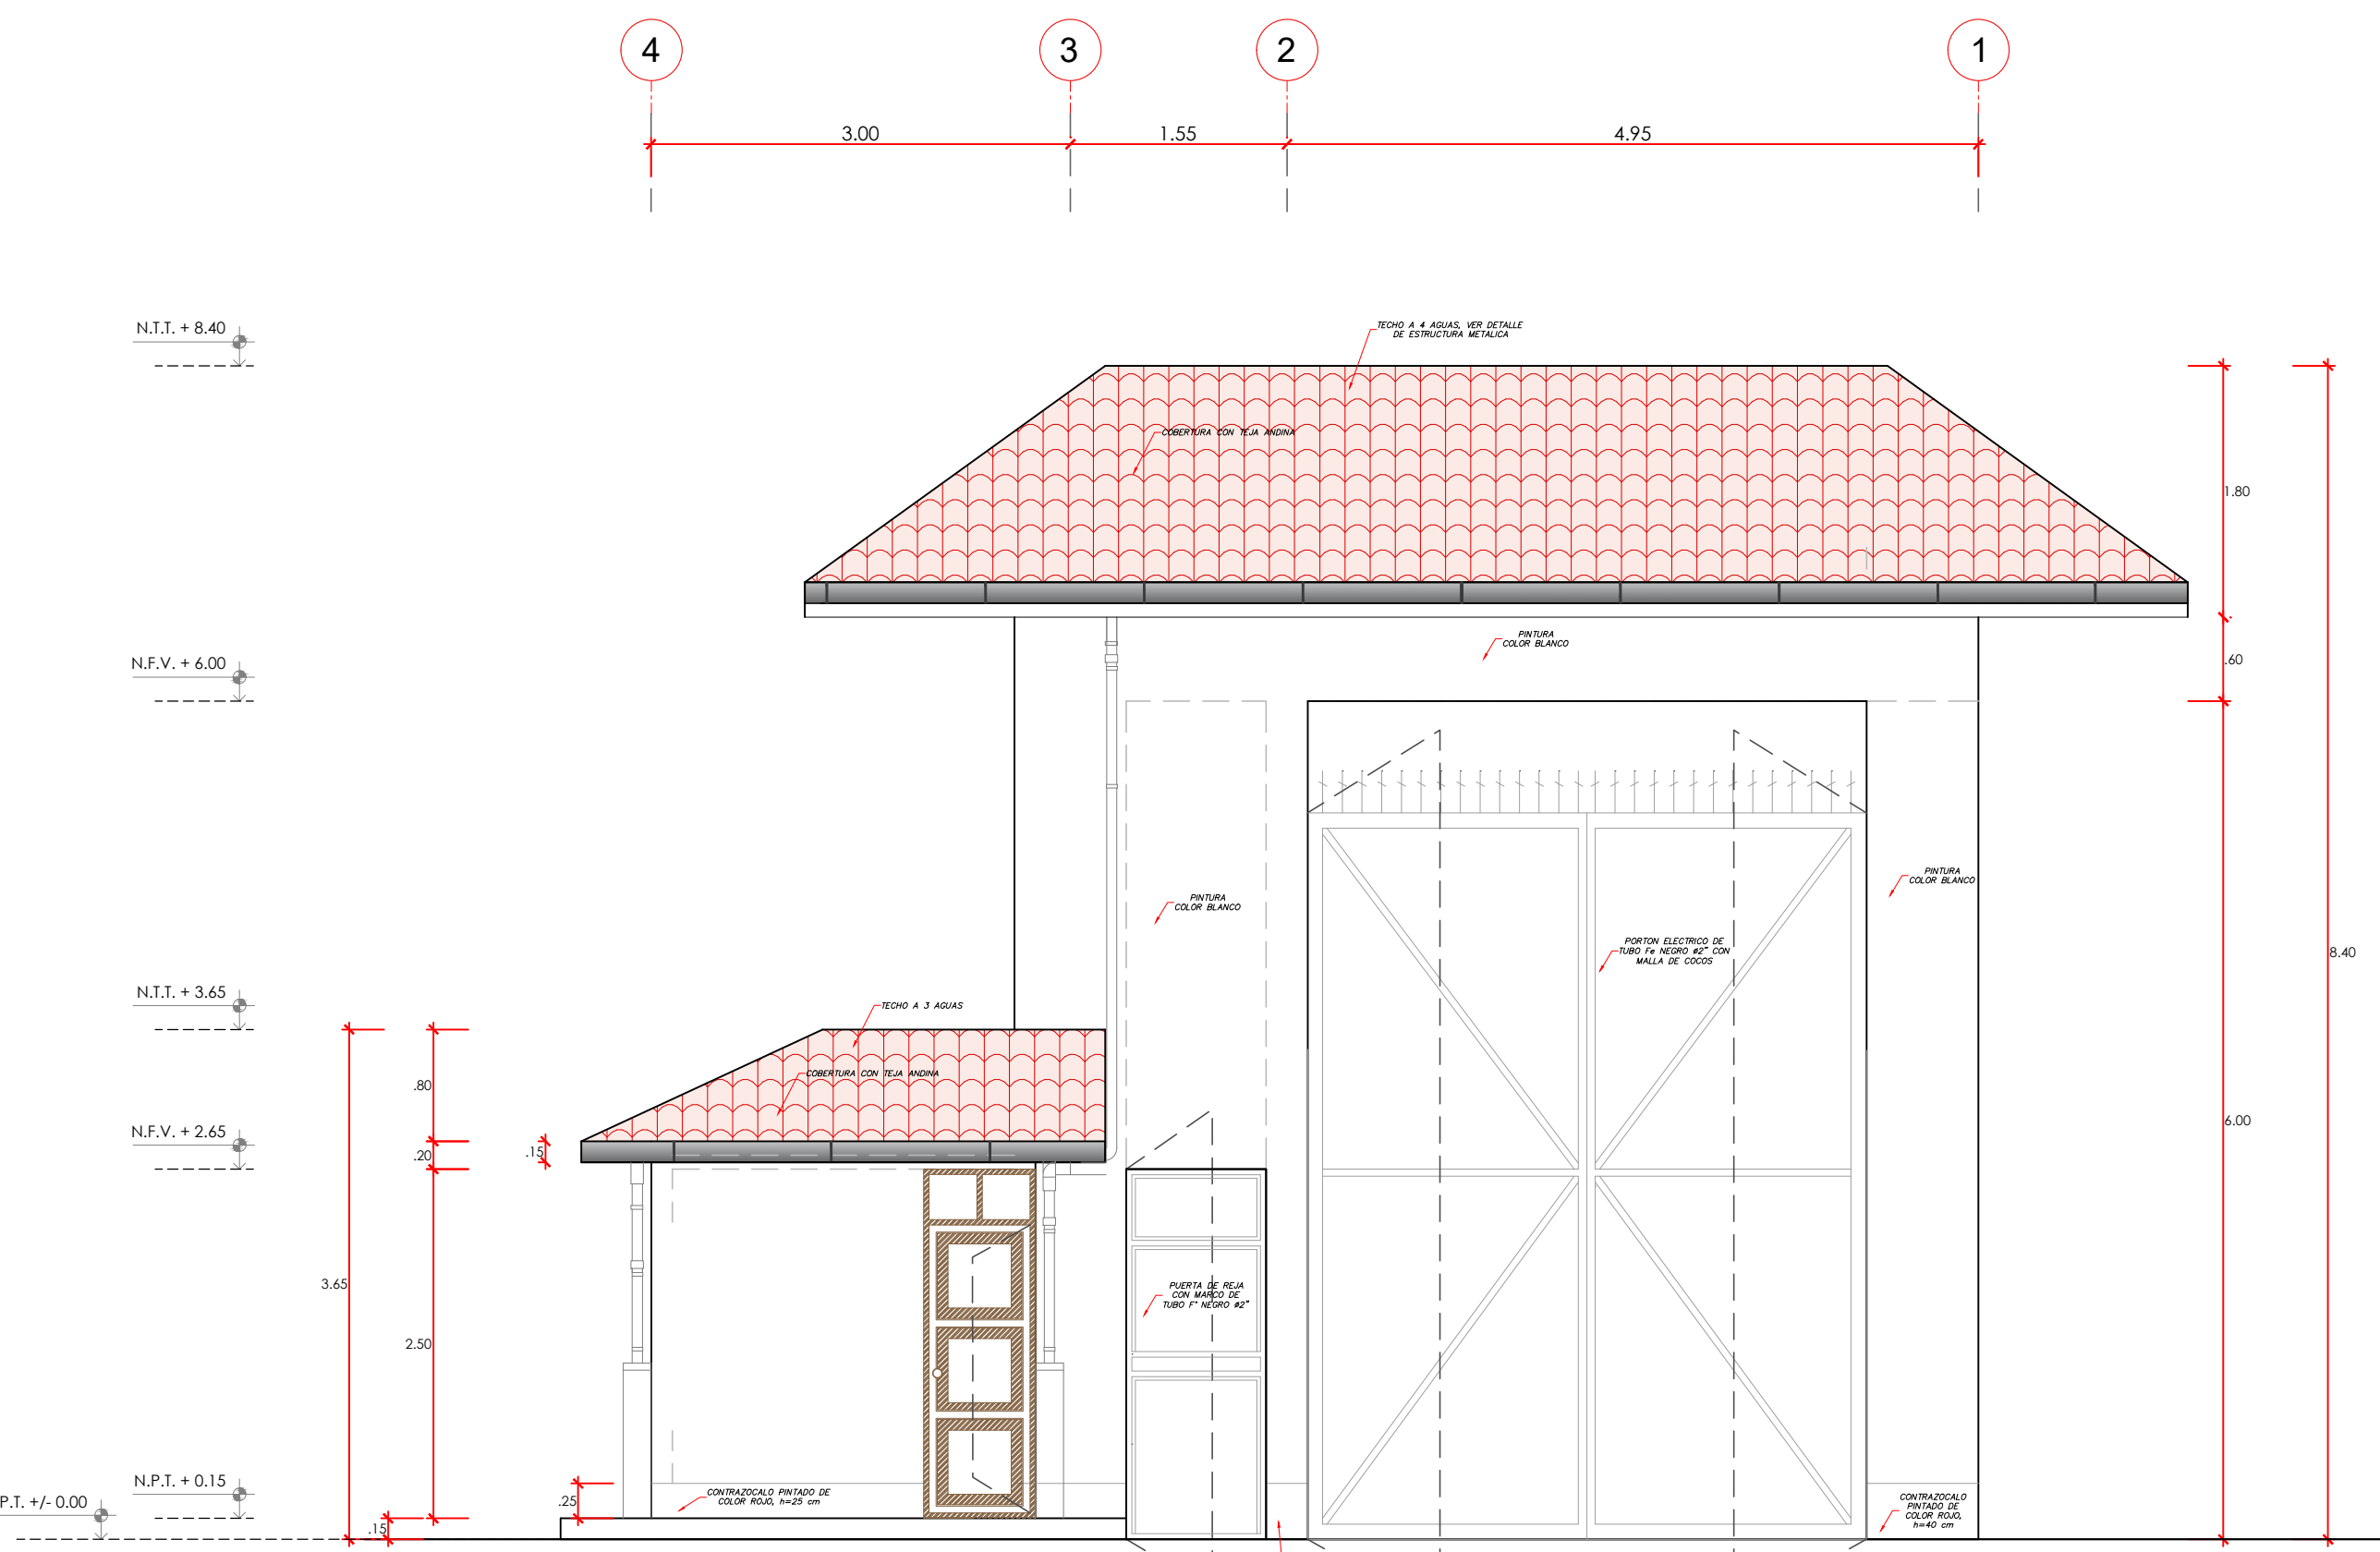 4
3
2
1
3.00
1.55
4.95
N.T.T. + 8.40
TECHO A 4 AGUAS, VER DETALLE
DE ESTRUCTURA METALICA
COBERTURA CON TEJA ANDINA
1.80
PINTURA
COLOR BLANCO
N.F.V. + 6.00
.60
PINTURA
COLOR BLANCO
PINTURA
COLOR BLANCO
PORTON ELECTRICO DE
TUBO Fe NEGRO ø2" CON
MALLA DE COCOS
8.40
N.T.T. + 3.65
TECHO A 3 AGUAS
COBERTURA CON TEJA ANDINA
.80
6.00
N.F.V. + 2.65
.20
.15
3.65
2.50
PUERTA DE REJA
CON MARCO DE
TUBO F° NEGRO ø2"
N.P.T. + 0.15
P.T. +/- 0.00
.25
.15
CONTRAZOCALO PINTADO DE
COLOR ROJO, h=25 cm
CONTRAZOCALO
PINTADO DE
COLOR ROJO,
h=40 cm